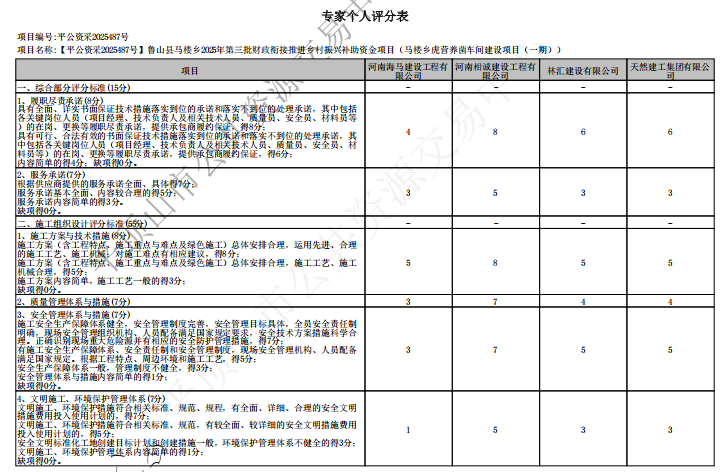 专家个人评分表
项目编号:平公资采2025487号
项目名称:【平公资采2025487号】鲁山县马楼乡2025年第三批财政衔接推进乡村振兴补助资金项目（马楼乡虎营养菌车间建设项目（一期））
项目 河南海马建设工程有限公司 河南相诚建设工程有限公司 林汇建设有限公司 天然建工集团有限公司
一、综合部分评分标准(15分) - - - -
1、履职尽责承诺(8分)
具有全面、详实书面保证技术措施落实到位的承诺和落实不到位的处理承诺，其中包括
各关键岗位人员（项目经理、技术负责人及相关技术人员、质量员、安全员、材料员等
）的在岗、更换等履职尽责承诺，提供承包商履约保证，得8分；
具有可行、合法有效的书面保证技术措施落实到位的承诺和落实不到位的处理承诺，其
中包括各关键岗位人员（项目经理、技术负责人及相关技术人员、质量员、安全员、材
料员等）的在岗、更换等履职尽责承诺，提供承包商履约保证，得6分；
内容简单的得4分；缺项得0分。
4 8 6 6
2、服务承诺(7分)
根据供应商提供的服务承诺全面、具体得7分；
服务承诺基本全面、内容较合理的得5分；
服务承诺内容简单的得3分。
缺项得0分。
3 5 3 3
二、施工组织设计评分标准(55分) - - - -
1、施工方案与技术措施(8分)
施工方案（含工程特点、施工重点与难点及绿色施工）总体安排合理，运用先进、合理
的施工工艺、施工机械；对施工难点有相应建议，得8分；
施工方案（含工程特点、施工重点与难点及绿色施工）总体安排合理，施工工艺、施工
机械合理，得5分；
施工方案内容简单，施工工艺一般的得3分；
缺项得0分。
5 8 5 5
2、质量管理体系与措施(7分) 3 7 4 4
3、安全管理体系与措施(7分)
施工安全生产保障体系健全，安全管理制度完善，安全管理目标具体，全员安全责任制
明确，现场安全管理组织机构、人员配备满足国家规定要求，安全技术方案措施科学合
理。正确识别现场重大危险源并有相应的安全防护管理措施，得7分；
有施工安全生产保障体系、安全责任制和安全管理制度，现场安全管理机构、人员配备
满足国家规定。根据工程特点、周边环境和施工工艺，得5分；
安全生产保障体系一般，管理制度不健全，得3分；
安全管理体系与措施内容简单的得1分；
缺项得0分。
3 7 5 5
4、文明施工、环境保护管理体系(7分)
文明施工、环境保护措施符合相关标准、规范、规程，有全面、详细、合理的安全文明
措施费用投入使用计划的，得7分；
文明施工、环境保护措施符合相关标准、规范，有较全面、较详细的安全文明措施费用
投入使用计划的，得5分；
安全文明标准化工地创建目标计划和创建措施一般，环境保护管理体系不健全的得3分；
文明施工、环境保护管理体系内容简单的得1分；
缺项得0分。
1 5 3 3